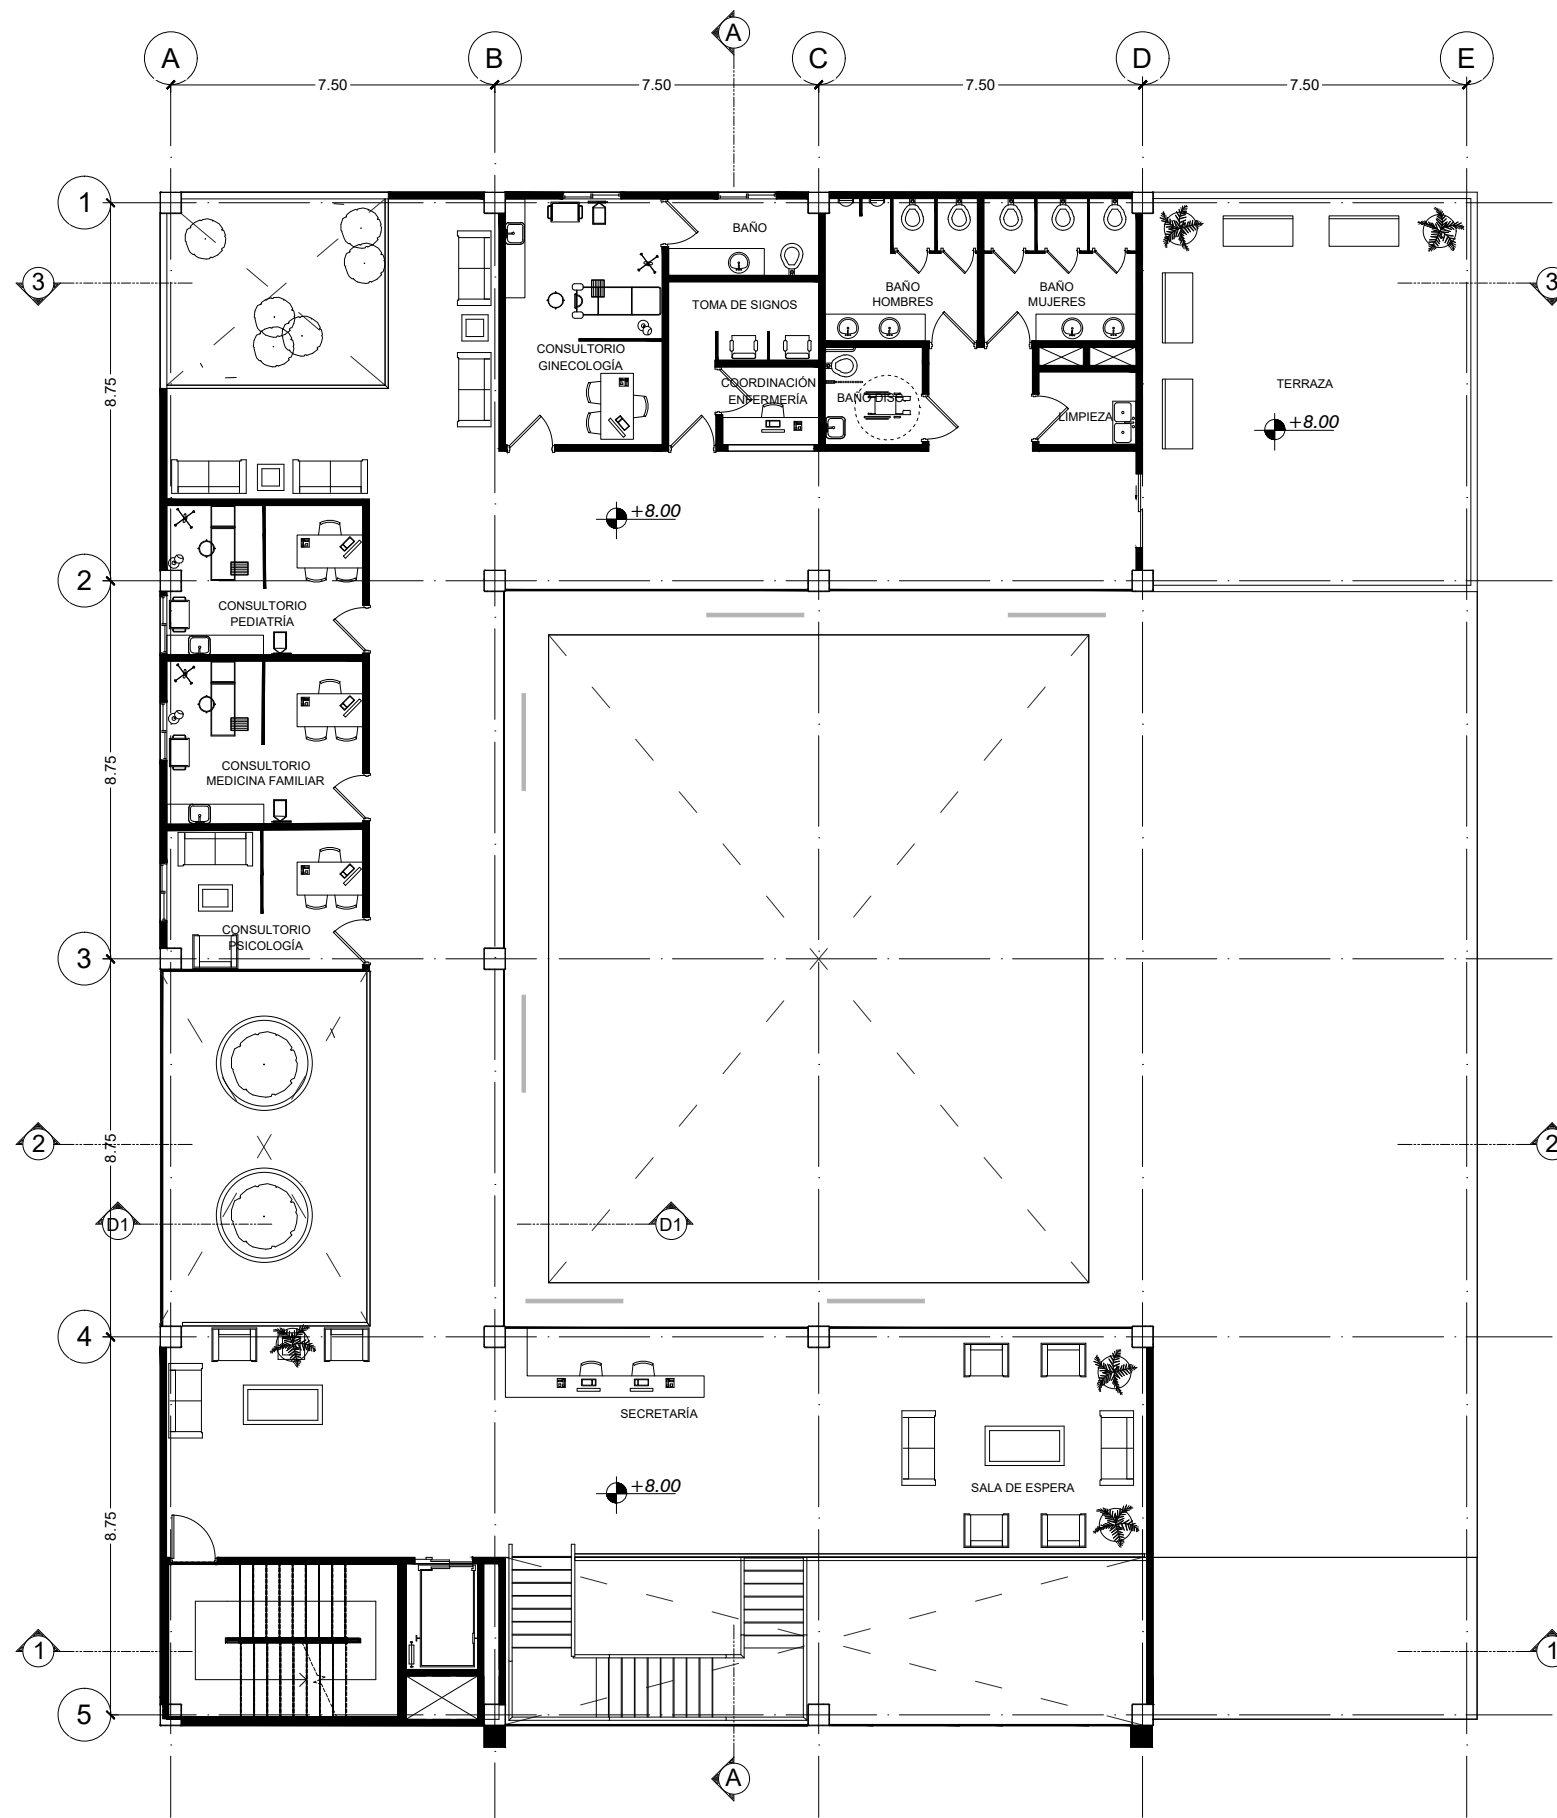 A
A B C D E
7.50 7.50 7.50 7.50
1
BAÑO
3 3
BAÑO
HOMBRES
BAÑO
MUJERES
TOMA DE SIGNOS
CONSULTORIO
GINECOLOGÍA
COORDINACIÓN
ENFERMERÍA
BAÑO DISC.
LIMPIEZA
TERRAZA
+8.00
8.75
+8.00
2
CONSULTORIO
PEDIATRÍA
8.75
CONSULTORIO
MEDICINA FAMILIAR
CONSULTORIO
PSICOLOGÍA
3
2 2
8.75
D1 D1
4
SECRETARÍA
+8.00
SALA DE ESPERA
8.75
1 1
5
A